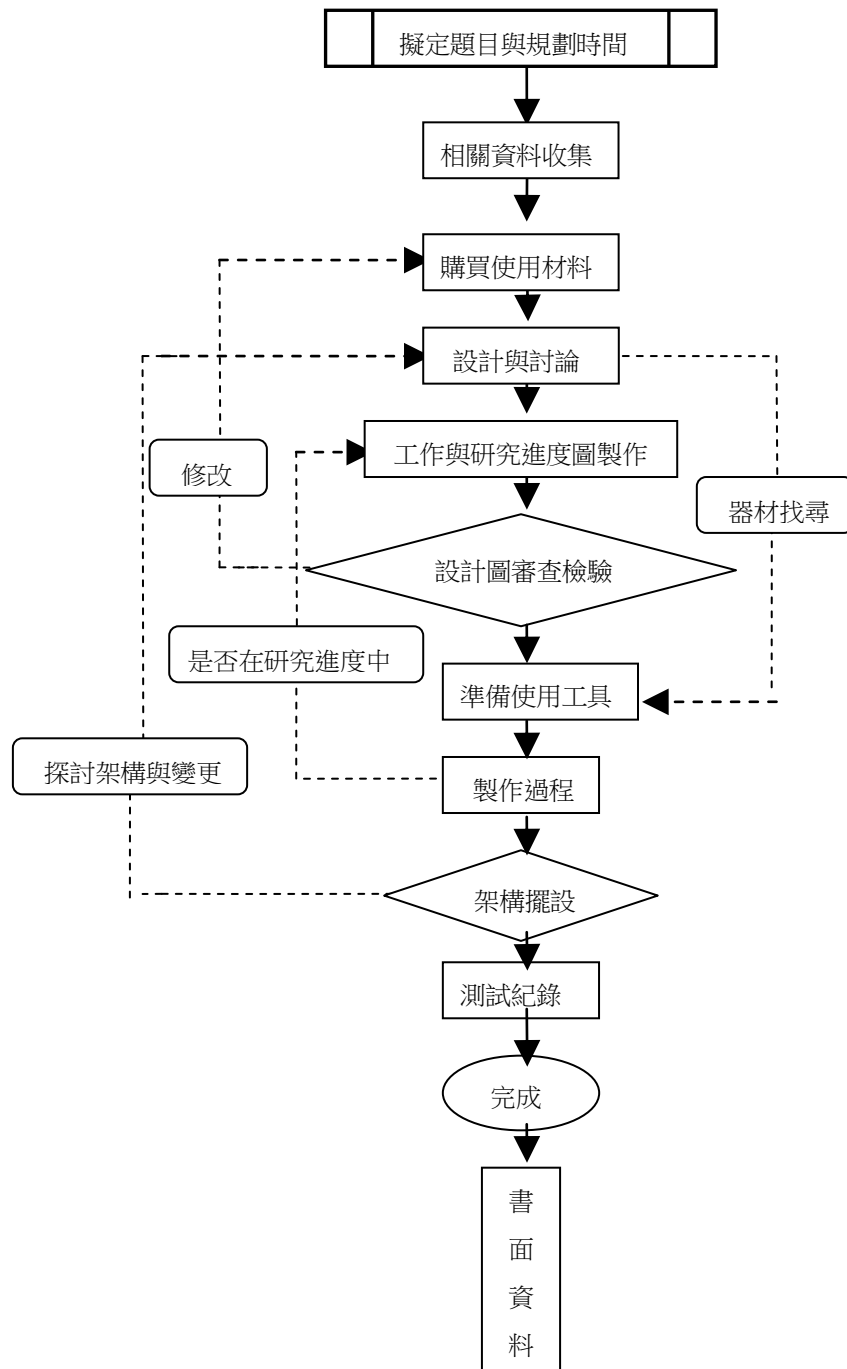 擬定題目與規劃時間
相關資料收集
購買使用材料
設計與討論
工作與研究進度圖製作
修改
器材找尋
設計圖審查檢驗
是否在研究進度中
準備使用工具
探討架構與變更
製作過程
架構擺設
測試紀錄
完成
書
面
資
料